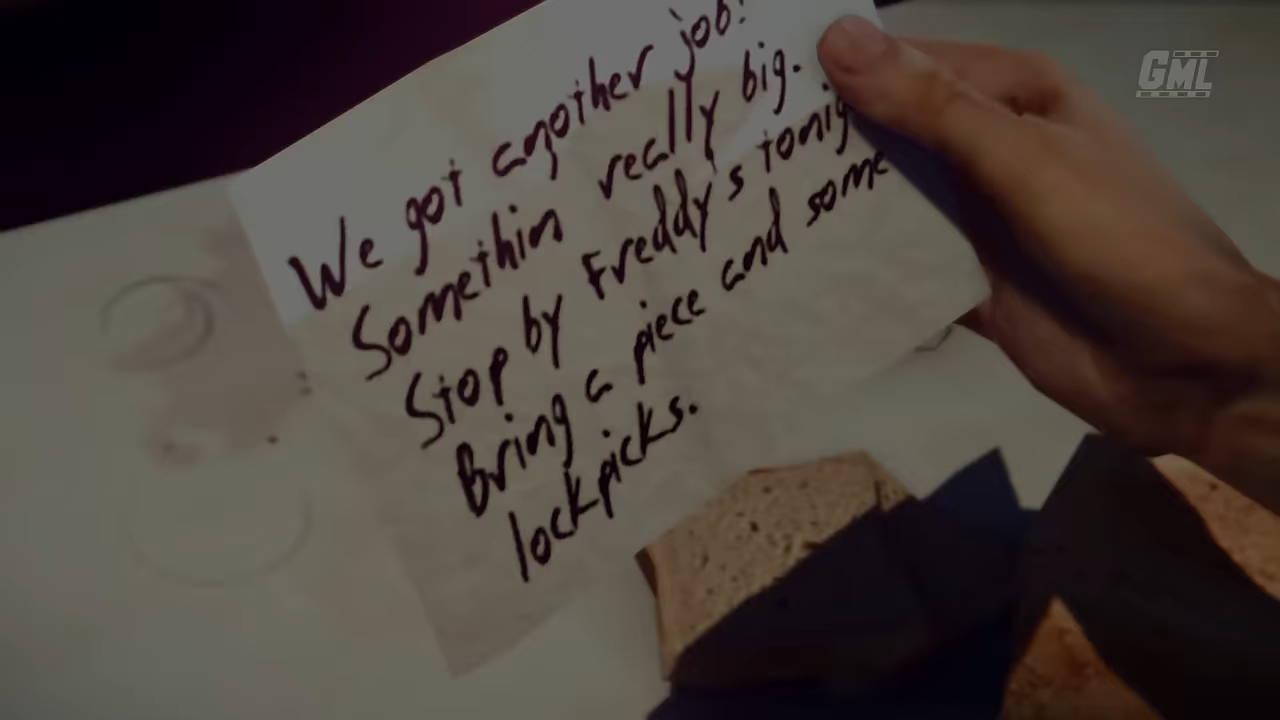 We got another job!
Somethin really big.
Stop by Freddy's
Bring a piece and some
lockpicks.
GML